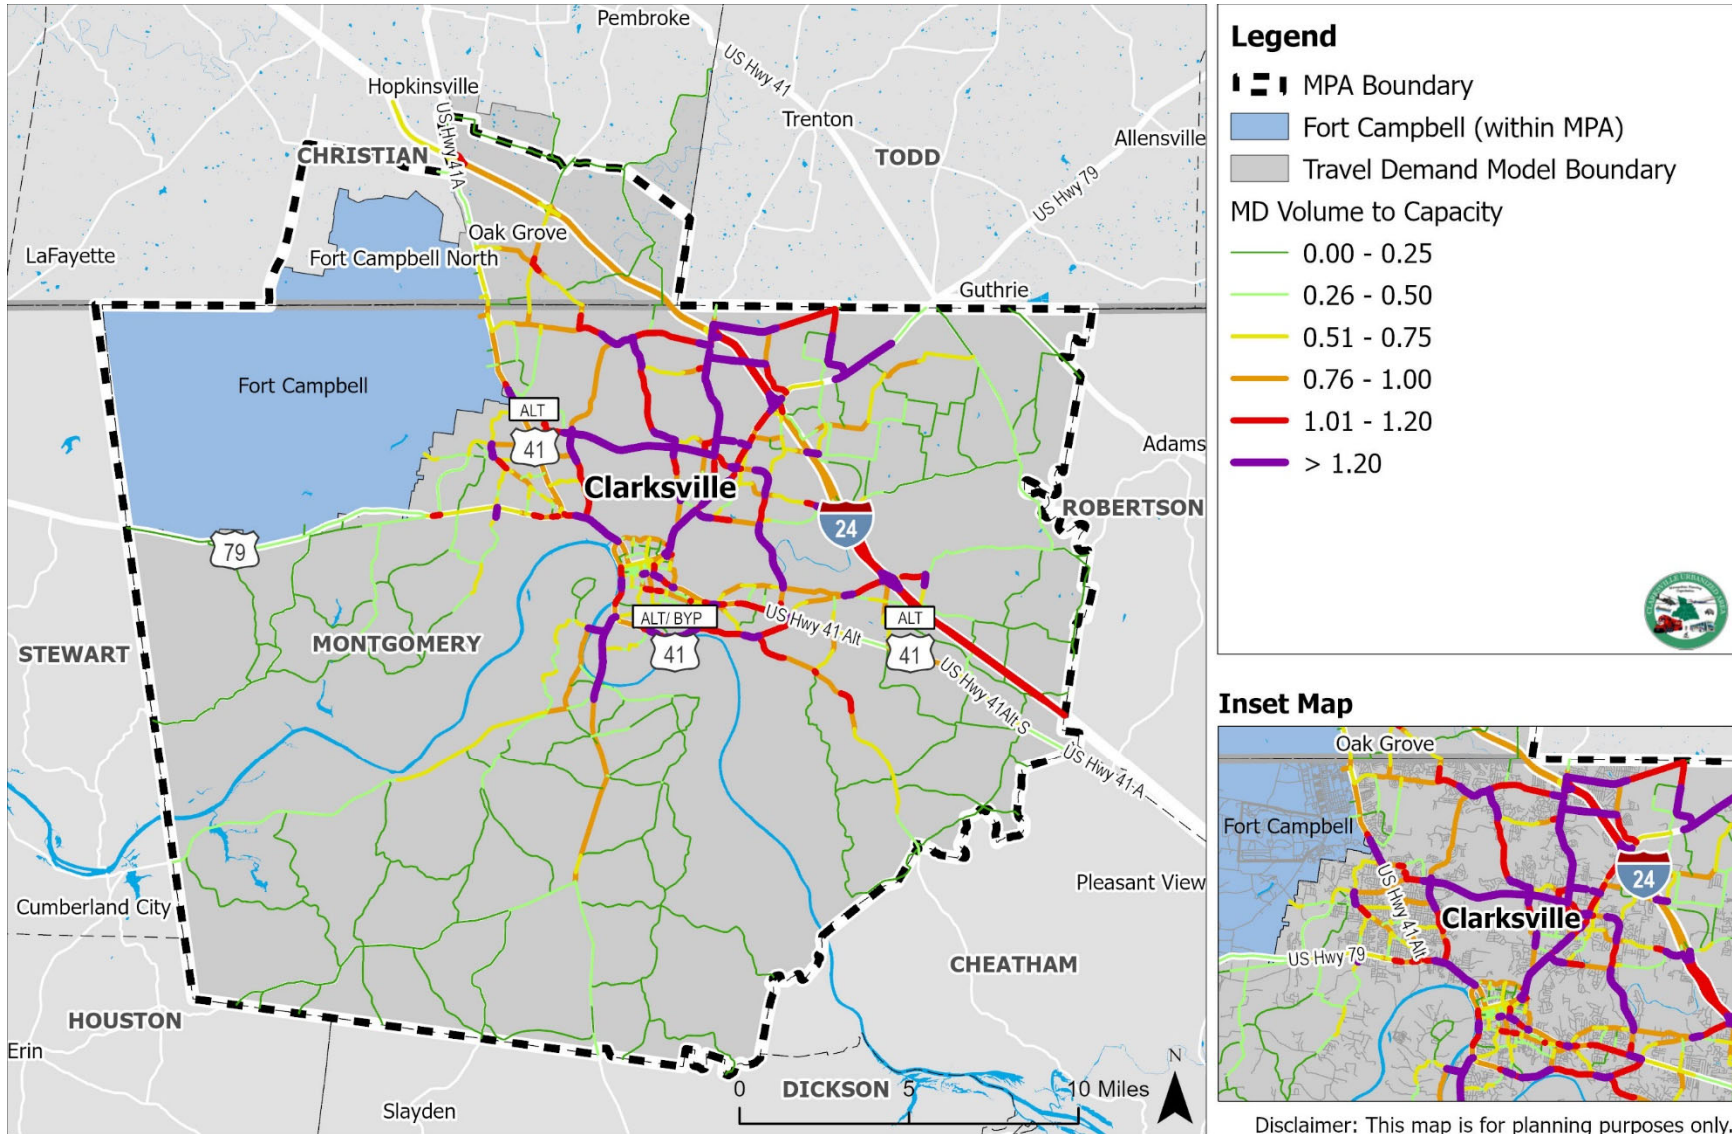 Pembroke
US Hwy 41
Hopkinsville
US Hwy 41A
Trenton
Allensville
CHRISTIAN
TODD
US Hwy 79
Oak Grove
LaFayette
Fort Campbell North
Guthrie
Fort Campbell
ALT
41
Adams
Clarksville
ROBERTSON
24
79
ALT/ BYP
41
US Hwy 41 Alt
ALT
41
MONTGOMERY
STEWART
US Hwy 41Alt S
US Hwy 41 A
Pleasant View
Cumberland City
CHEATHAM
HOUSTON
Erin
N
0
5
10 Miles
DICKSON
Slayden
Legend
MPA Boundary
Fort Campbell (within MPA)
Travel Demand Model Boundary
MD Volume to Capacity
0.00 - 0.25
0.26 - 0.50
0.51 - 0.75
0.76 - 1.00
1.01 - 1.20
> 1.20
Inset Map
Oak Grove
Fort Campbell
24
US Hwy 41 Alt
Clarksville
US Hwy 79
Disclaimer: This map is for planning purposes only.